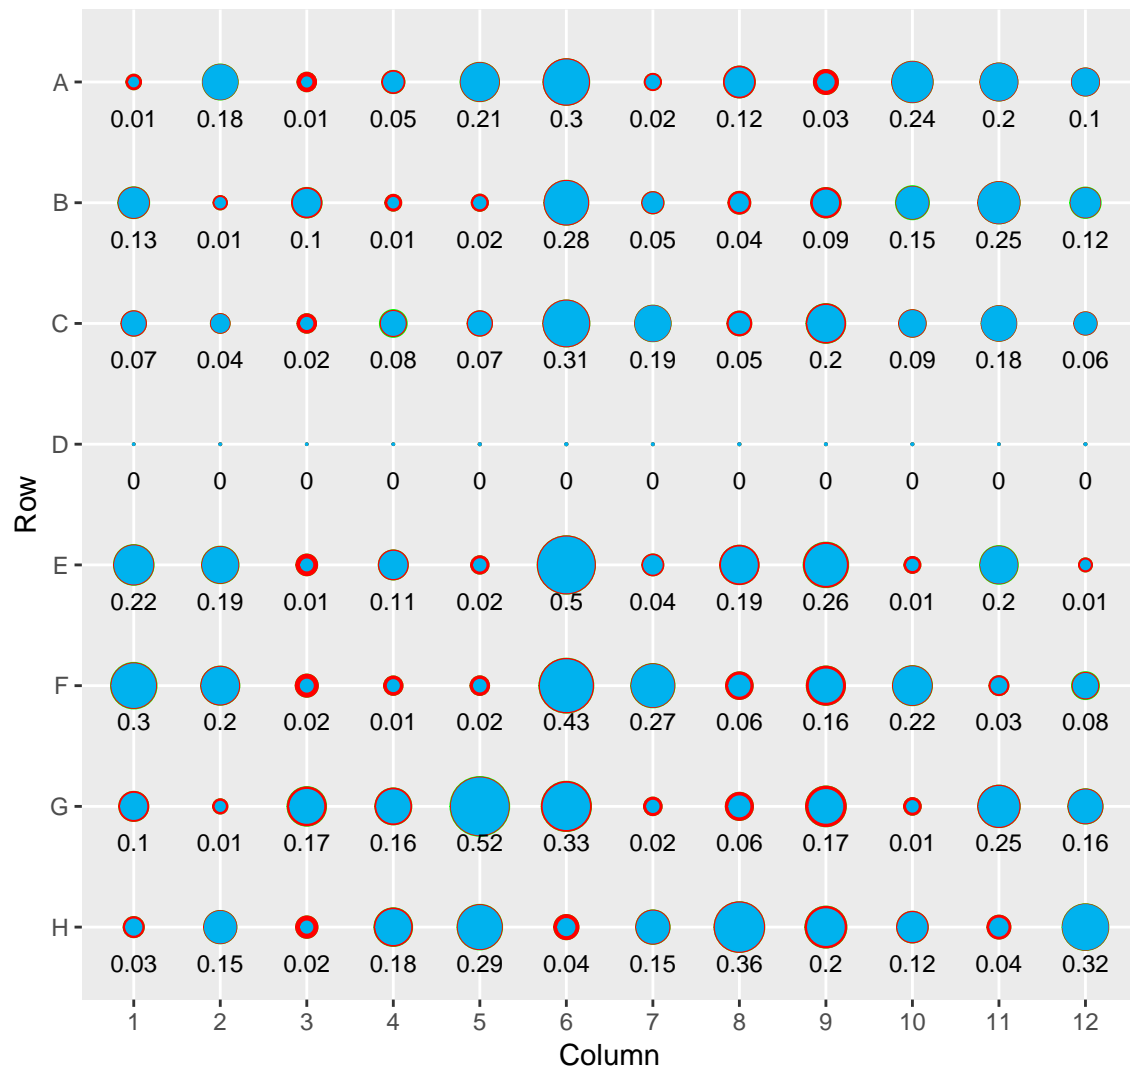 A
0.01 0.18 0.01 0.05 0.21 0.3 0.02 0.12 0.03 0.24 0.2 0.1
B
0.13 0.01 0.1 0.01 0.02 0.28 0.05 0.04 0.09 0.15 0.25 0.12
C
0.07 0.04 0.02 0.08 0.07 0.31 0.19 0.05 0.2 0.09 0.18 0.06
D
0 0 0 0 0 0 0 0 0 0 0 0
Row
E
0.22 0.19 0.01 0.11 0.02 0.5 0.04 0.19 0.26 0.01 0.2 0.01
F
0.3 0.2 0.02 0.01 0.02 0.43 0.27 0.06 0.16 0.22 0.03 0.08
G
0.1 0.01 0.17 0.16 0.52 0.33 0.02 0.06 0.17 0.01 0.25 0.16
H
0.03 0.15 0.02 0.18 0.29 0.04 0.15 0.36 0.2 0.12 0.04 0.32
1 2 3 4 5 6 7 8 9 10 11 12
Column